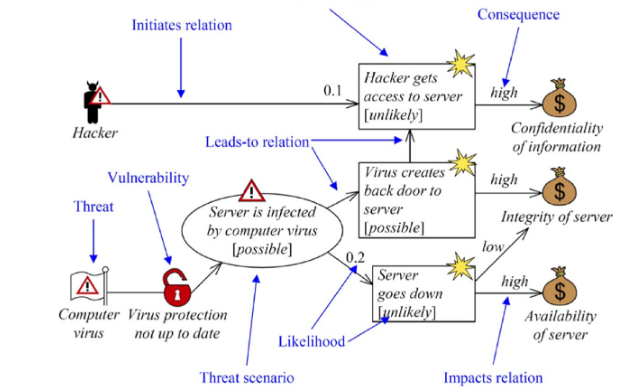 Consequence
Initiates relation
Hacker gets
access to server
[unlikely]
0.1
high
Hacker
Confidentiality
of information
Leads-to relation
Vulnerability
Virus creates
back door to
server
[possible]
high
Threat
Server is infected
by computer virus
[possible]
Integrity of server
low
0.2
Server
goes down
[unlikely]
high
Computer
virus
Virus protection
not up to date
Availability
of server
Likelihood
Threat scenario
Impacts relation